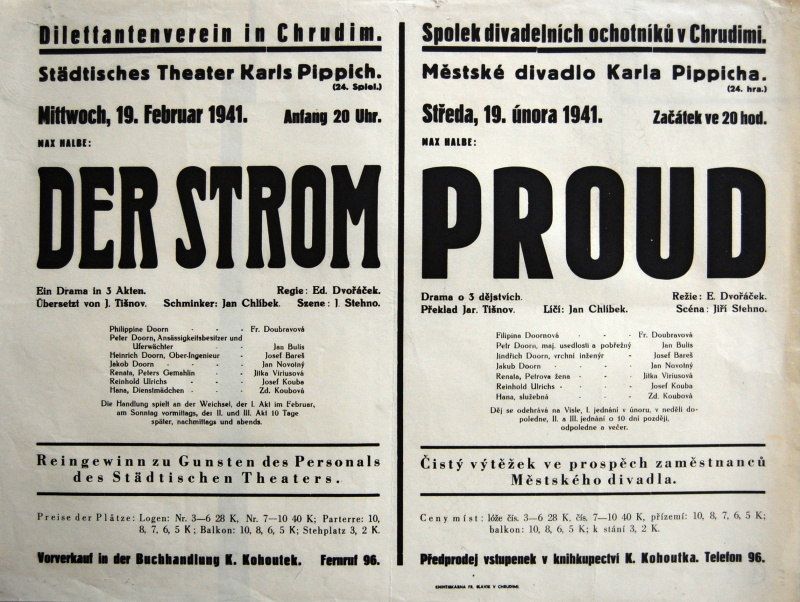 Dilettantenverein in Chrudim.
Städtisches Theater Karls Pippich.
(24. Spiel.)
Mittwoch, 19. Februar 1941. Anfang 20 Uhr.
MAX HALBE:
DER STROM
Ein Drama in 3 Akten. Regie: Ed. Dvořáček.
Übersetzt von J. Tišnov. Schminker: Jan Chlíbek. Szene: J. Stehno.
Philippine Doorn - - - Fr. Doubravová
Peter Doorn, Ansässigkeitsbesitzer und
Uferwächter - Jan Bulis
Heinrich Doorn, Ober-Ingenieur - Josef Bareš
Jakob Doorn - - - - Jan Novotný
Renata, Peters Gemahlin - - - Jitka Viriusová
Reinhold Ulrichs - - - - Josef Kouba
Hana, Dienstmädchen - - - - Zd. Koubová
Die Handlung spielt an der Weichsel, der I. Akt im Februar,
am Sonntag vormittags, der II. und III. Akt 10 Tage
später, nachmittags und abends.
Reingewinn zu Gunsten des Personals
des Städtischen Theaters.
Preise der Plätze: Logen: Nr. 3—6 28 K, Nr. 7—10 40 K; Parterre: 10,
8, 7, 6, 5 K; Balkon: 10, 8, 6, 5 K; Stehplatz 3, 2 K.
Vorverkauf in der Buchhandlung K. Kohoutek. Fernruf 96.
Spolek divadelních ochotníků v Chrudimi.
Městské divadlo Karla Pippicha.
(24. hra.)
Středa, 19. února 1941. Začátek ve 20 hod.
MAX HALBE:
PROUD
Drama o 3 dějstvích. Režie: E. Dvořáček.
Překlad Jar. Tišnov. Líčí: Jan Chlíbek. Scéna: Jiří Stehno.
Filipina Doornová - - - Fr. Doubravová
Petr Doorn, maj. usedlosti a pobřežný Jan Bulis
Jindřich Doorn, vrchní inženýr - Josef Bareš
Jakub Doorn - - - - Jan Novotný
Renata, Petrova žena - - - Jitka Viriusová
Reinhold Ulrichs - - - - Josef Kouba
Hana, služebná - - - - Zd. Koubová
Děj se odehrává na Visle, I. jednání v únoru, v neděli do-
poledne, II. a III. jednání o 10 dní později,
odpoledne a večer.
Čistý výtěžek ve prospěch zaměstnanců
Městského divadla.
Ceny míst: lóže čís. 3—6 28 K, čís. 7—10 40 K, přízemí: 10, 8, 7, 6, 5 K;
balkon: 10, 8, 6, 5 K; k stání 3, 2 K.
Předprodej vstupenek v knihkupectví K. Kohoutka. Telefon 96.
KNIHTISKÁRNA FR. SLAVÍK V CHRUDIMI.